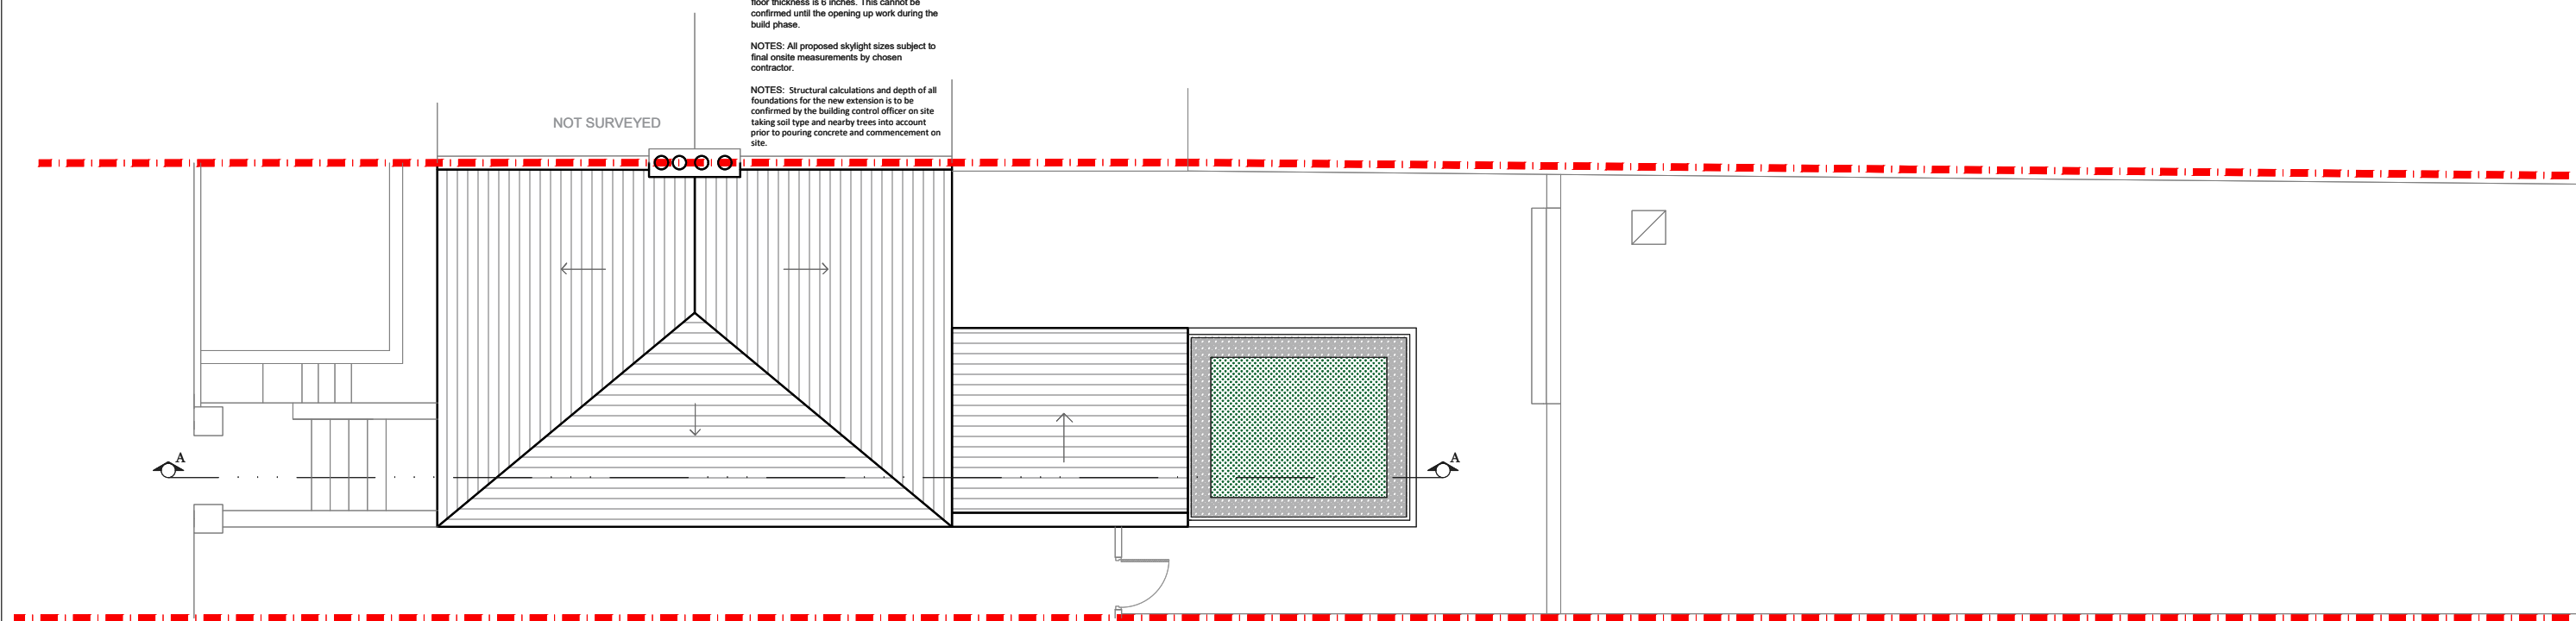 floor thickness is 6 inches. This cannot be
confirmed until the opening up work during the
build phase.
NOTES: All proposed skylight sizes subject to
final onsite measurements by chosen
contractor.
NOTES: Structural calculations and depth of all
foundations for the new extension is to be
confirmed by the building control officer on site
taking soil type and nearby trees into account
prior to pouring concrete and commencement on
site.
NOT SURVEYED
A
A